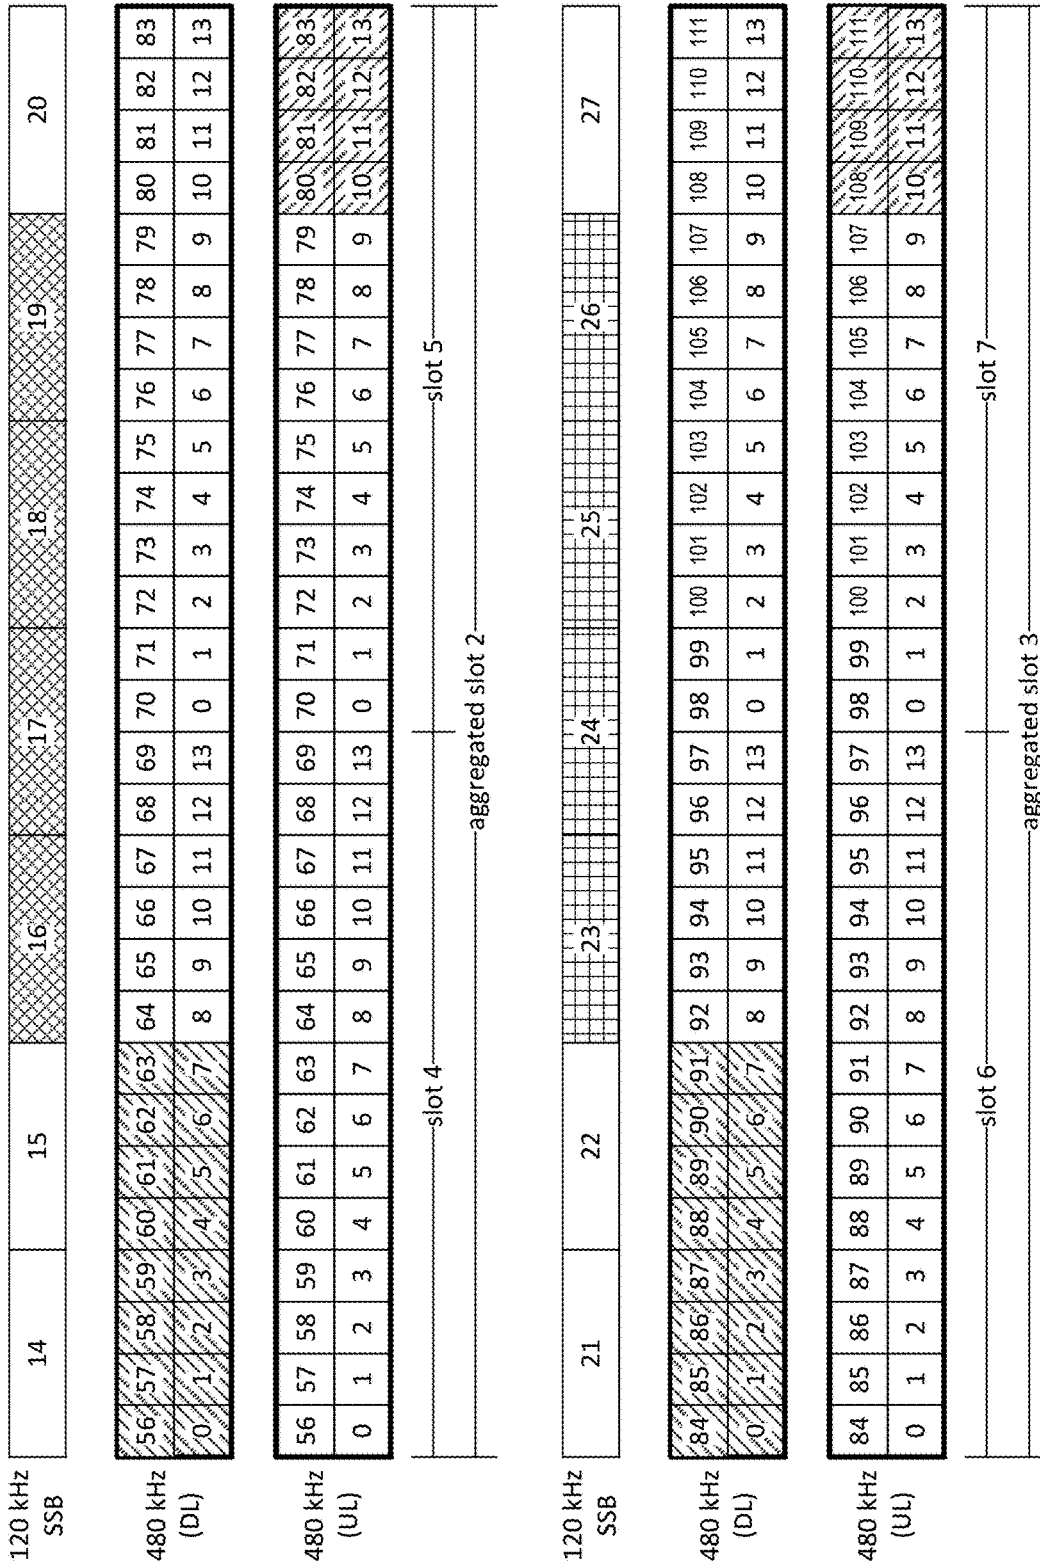 120 kHz SSB 14 15 16 17 18 19 20
480 kHz (DL) 56 57 58 59 60 61 62 63 64 65 66 67 68 69 70 71 72 73 74 75 76 77 78 79 80 81 82 83
0 1 2 3 4 5 6 7 8 9 10 11 12 13 0 1 2 3 4 5 6 7 8 9 10 11 12 13
480 kHz (UL) 56 57 58 59 60 61 62 63 64 65 66 67 68 69 70 71 72 73 74 75 76 77 78 79 80 81 82 83
0 1 2 3 4 5 6 7 8 9 10 11 12 13 0 1 2 3 4 5 6 7 8 9 10 11 12 13
slot 4 slot 5
aggregated slot 2
120 kHz SSB 21 22 23 24 25 26 27
480 kHz (DL) 84 85 86 87 88 89 90 91 92 93 94 95 96 97 98 99 100 101 102 103 104 105 106 107 108 109 110 111
0 1 2 3 4 5 6 7 8 9 10 11 12 13 0 1 2 3 4 5 6 7 8 9 10 11 12 13
480 kHz (UL) 84 85 86 87 88 89 90 91 92 93 94 95 96 97 98 99 100 101 102 103 104 105 106 107 108 109 110 111
0 1 2 3 4 5 6 7 8 9 10 11 12 13 0 1 2 3 4 5 6 7 8 9 10 11 12 13
slot 6 slot 7
aggregated slot 3